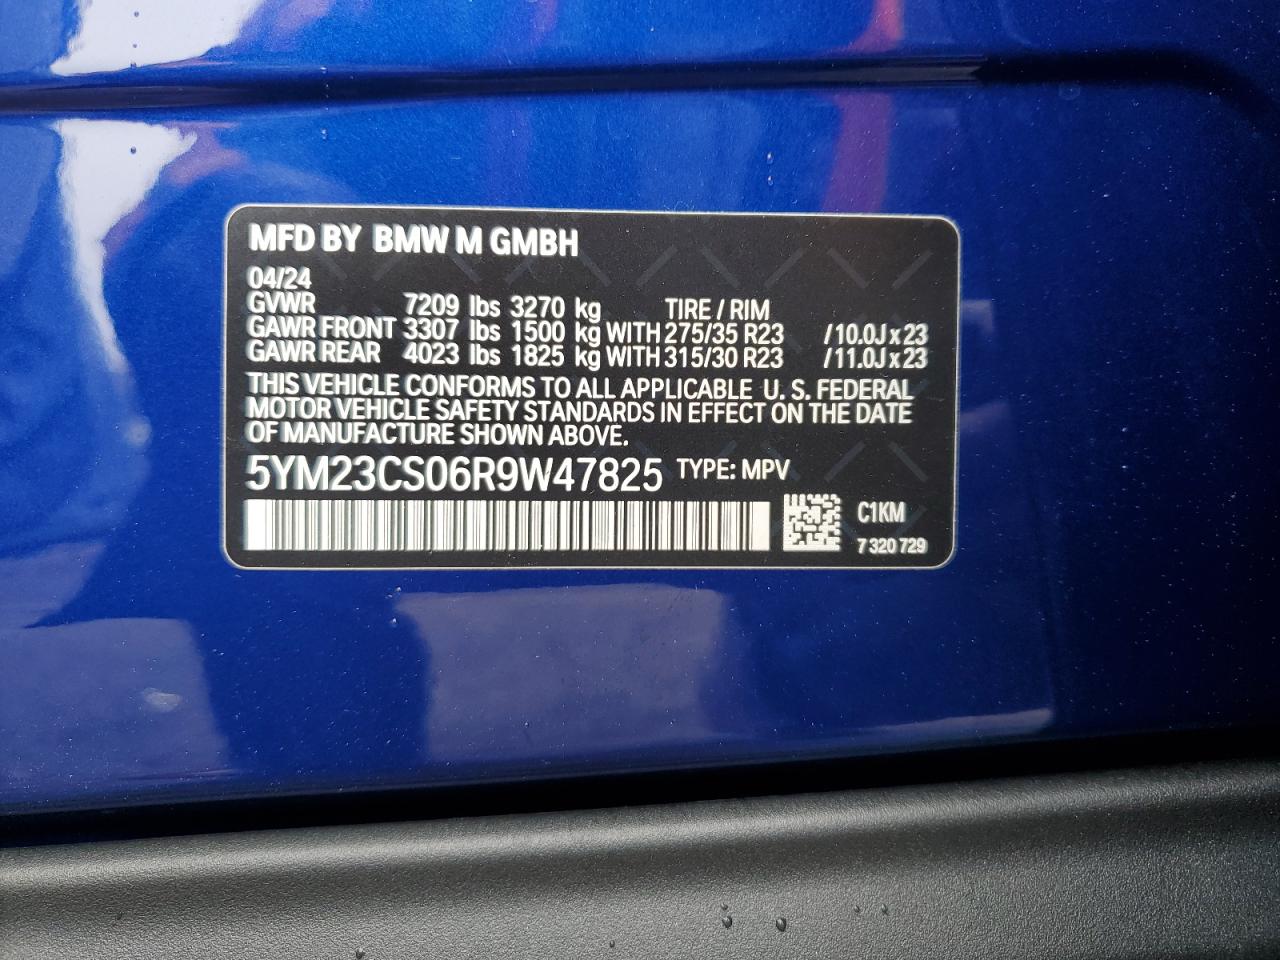 MFD BY BMW M GMBH
04/24
GVWR 7209 lbs 3270 kg TIRE / RIM
GAWR FRONT 3307 lbs 1500 kg WITH 275/35 R23 / 10.0J x 23
GAWR REAR 4023 lbs 1825 kg WITH 315/30 R23 / 11.0J x 23
THIS VEHICLE CONFORMS TO ALL APPLICABLE U. S. FEDERAL
MOTOR VEHICLE SAFETY STANDARDS IN EFFECT ON THE DATE
OF MANUFACTURE SHOWN ABOVE.
5YM23CS06R9W47825 TYPE: MPV
C1KM
7 320 729